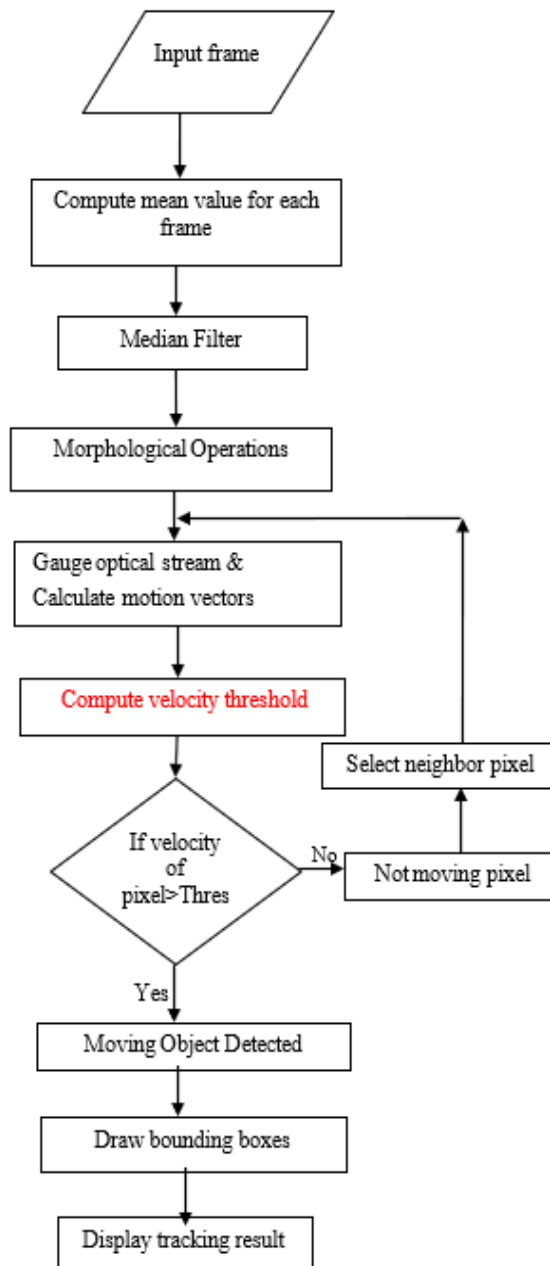 Input frame
Compute mean value for each
frame
Median Filter
Morphological Operations
Gauge optical stream &
Calculate motion vectors
Compute velocity threshold
Select neighbor pixel
If velocity
of
pixel>Thres
No
Not moving pixel
Yes
Moving Object Detected
Draw bounding boxes
Display tracking result